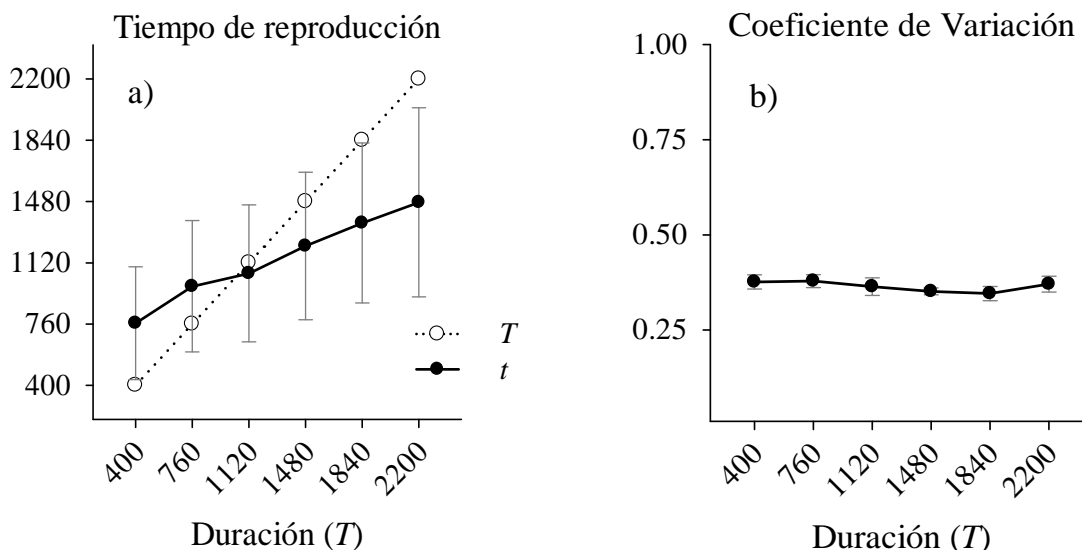 Tiempo de reproducción
a)
2200
1840
1480
1120
760
400
T
t
400
760
1120
1480
1840
2200
Duración (T)
Coeficiente de Variación
b)
1.00
0.75
0.50
0.25
400
760
1120
1480
1840
2200
Duración (T)